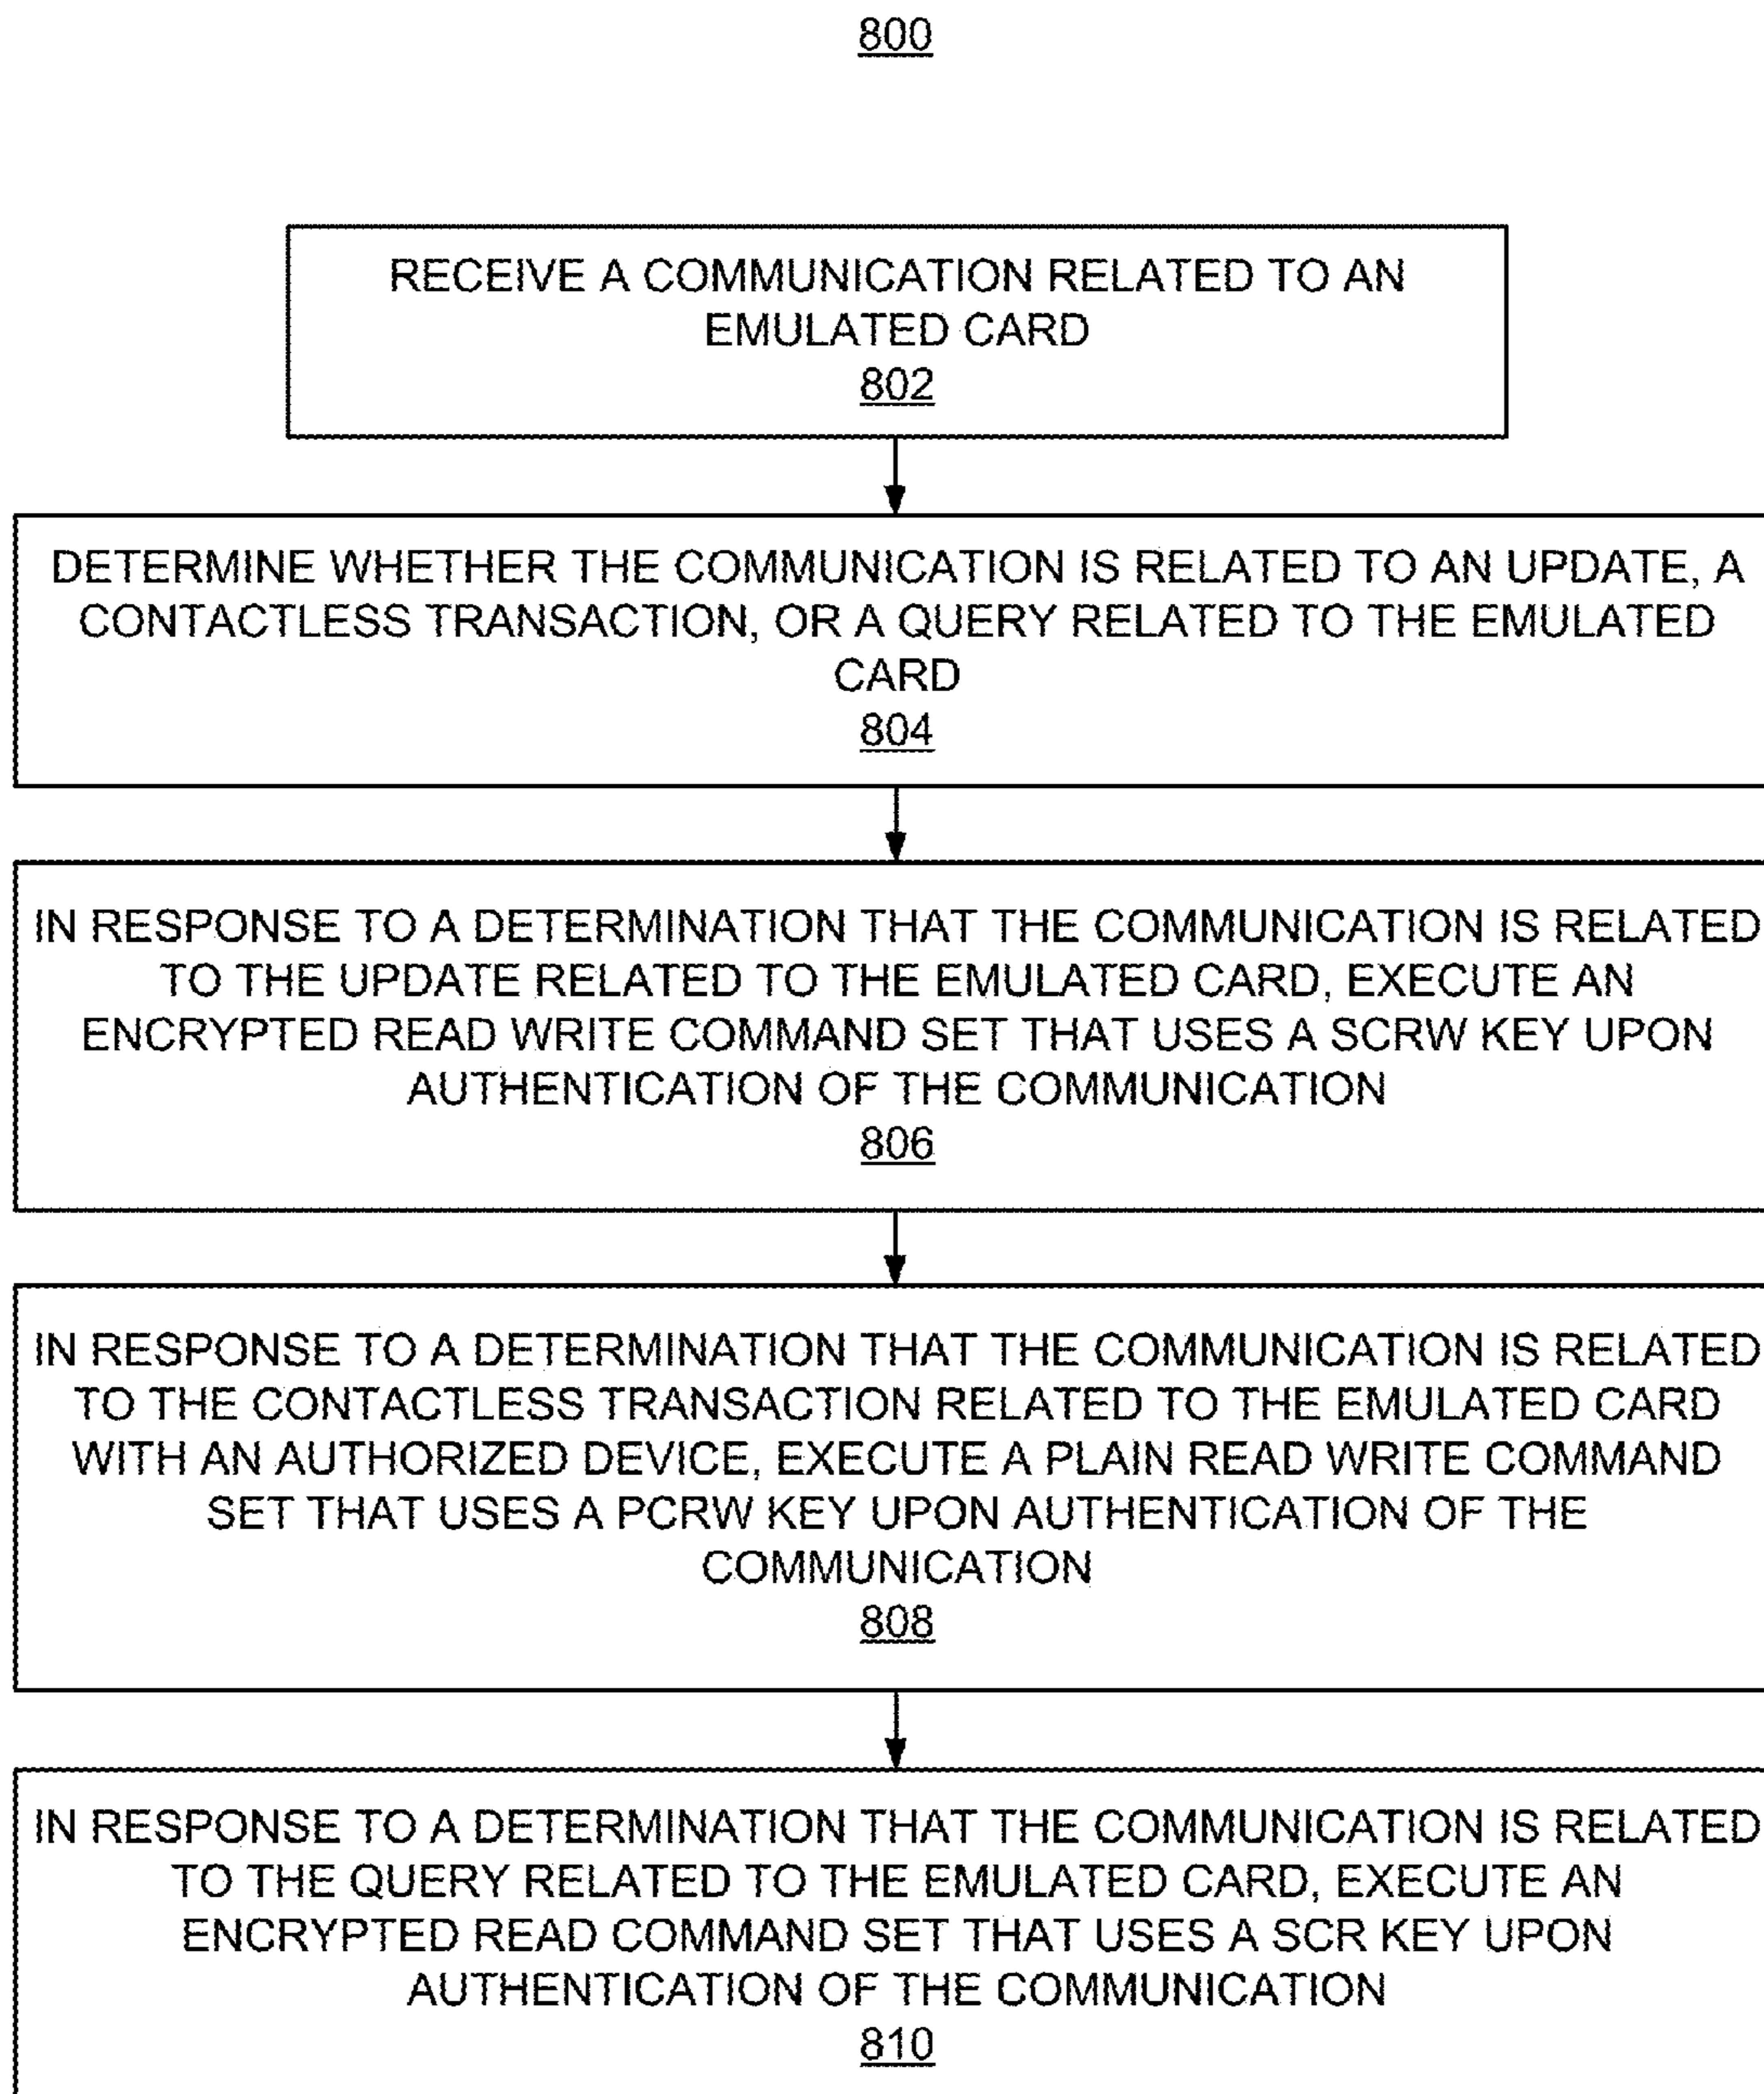 800
RECEIVE A COMMUNICATION RELATED TO AN
EMULATED CARD
802
DETERMINE WHETHER THE COMMUNICATION IS RELATED TO AN UPDATE, A
CONTACTLESS TRANSACTION, OR A QUERY RELATED TO THE EMULATED
CARD
804
IN RESPONSE TO A DETERMINATION THAT THE COMMUNICATION IS RELATED
TO THE UPDATE RELATED TO THE EMULATED CARD, EXECUTE AN
ENCRYPTED READ WRITE COMMAND SET THAT USES A SCRW KEY UPON
AUTHENTICATION OF THE COMMUNICATION
806
IN RESPONSE TO A DETERMINATION THAT THE COMMUNICATION IS RELATED
TO THE CONTACTLESS TRANSACTION RELATED TO THE EMULATED CARD
WITH AN AUTHORIZED DEVICE, EXECUTE A PLAIN READ WRITE COMMAND
SET THAT USES A PCRW KEY UPON AUTHENTICATION OF THE
COMMUNICATION
808
IN RESPONSE TO A DETERMINATION THAT THE COMMUNICATION IS RELATED
TO THE QUERY RELATED TO THE EMULATED CARD, EXECUTE AN
ENCRYPTED READ COMMAND SET THAT USES A SCR KEY UPON
AUTHENTICATION OF THE COMMUNICATION
810